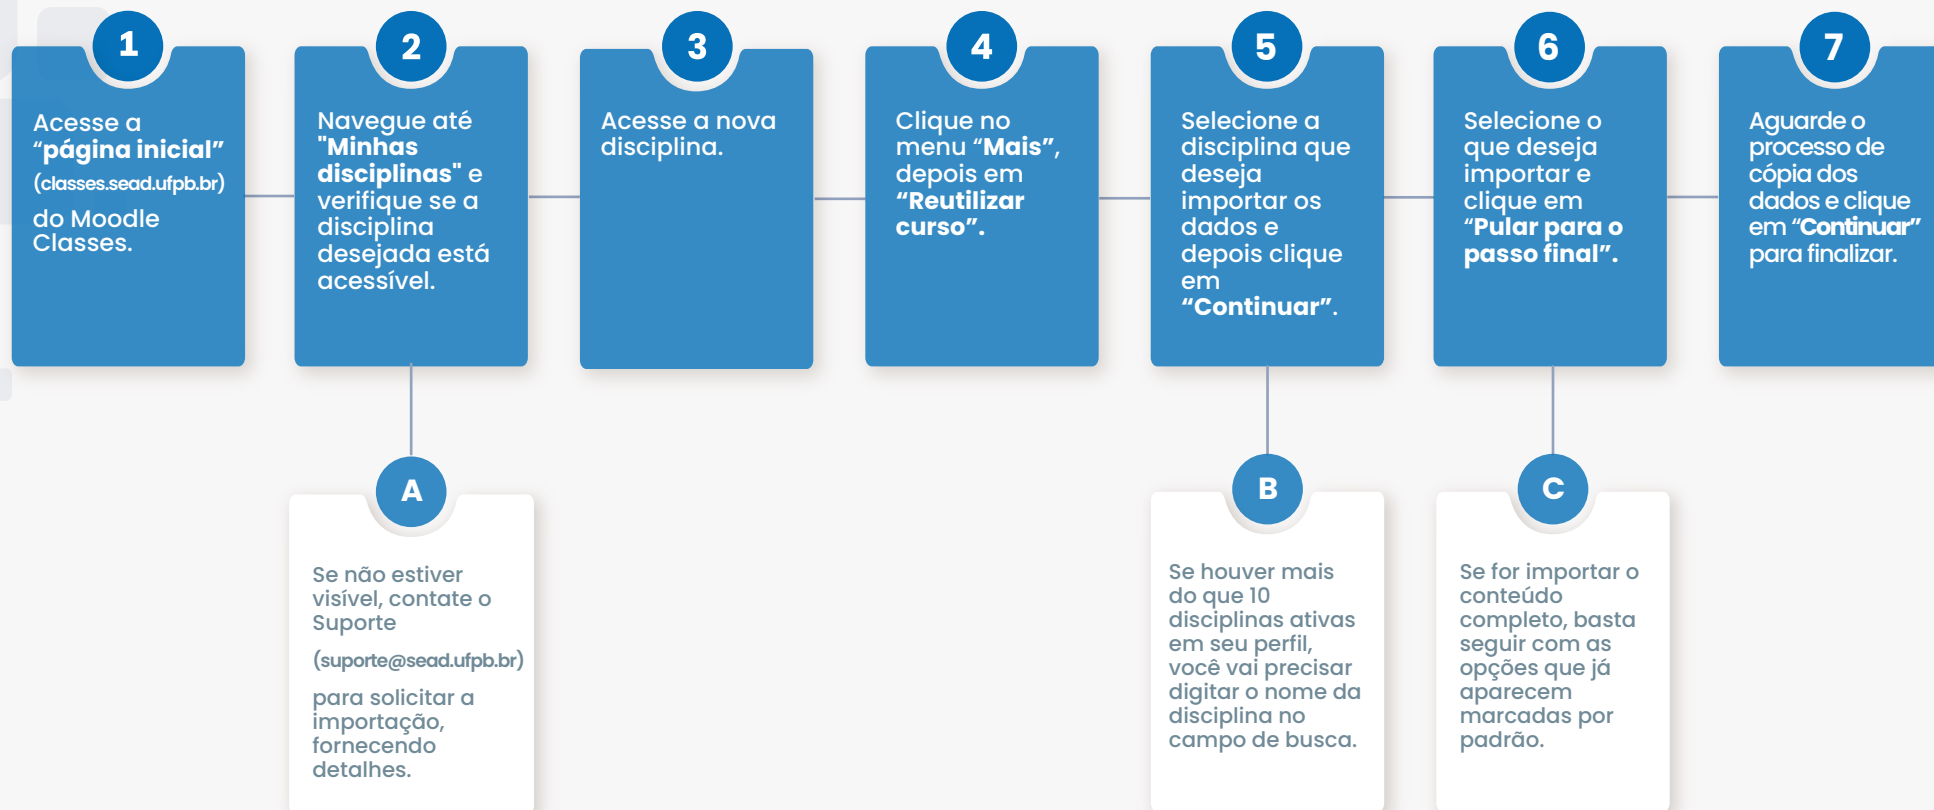 1
Acesse a
“página inicial”
(classes.sead.ufpb.br)
do Moodle
Classes.
2
Navegue até
"Minhas
disciplinas" e
verifique se a
disciplina
desejada está
acessível.
3
Acesse a nova
disciplina.
4
Clique no
menu “Mais”,
depois em
“Reutilizar
curso”.
5
Selecione a
disciplina que
deseja
importar os
dados e
depois clique
em
“Continuar”.
6
Selecione o
que deseja
importar e
clique em
“Pular para o
passo final”.
7
Aguarde o
processo de
cópia dos
dados e clique
em “Continuar”
para finalizar.
A
Se não estiver
visível, contate o
Suporte
(suporte@sead.ufpb.br)
para solicitar a
importação,
fornecendo
detalhes.
B
Se houver mais
do que 10
disciplinas ativas
em seu perfil,
você vai precisar
digitar o nome da
disciplina no
campo de busca.
C
Se for importar o
conteúdo
completo, basta
seguir com as
opções que já
aparecem
marcadas por
padrão.